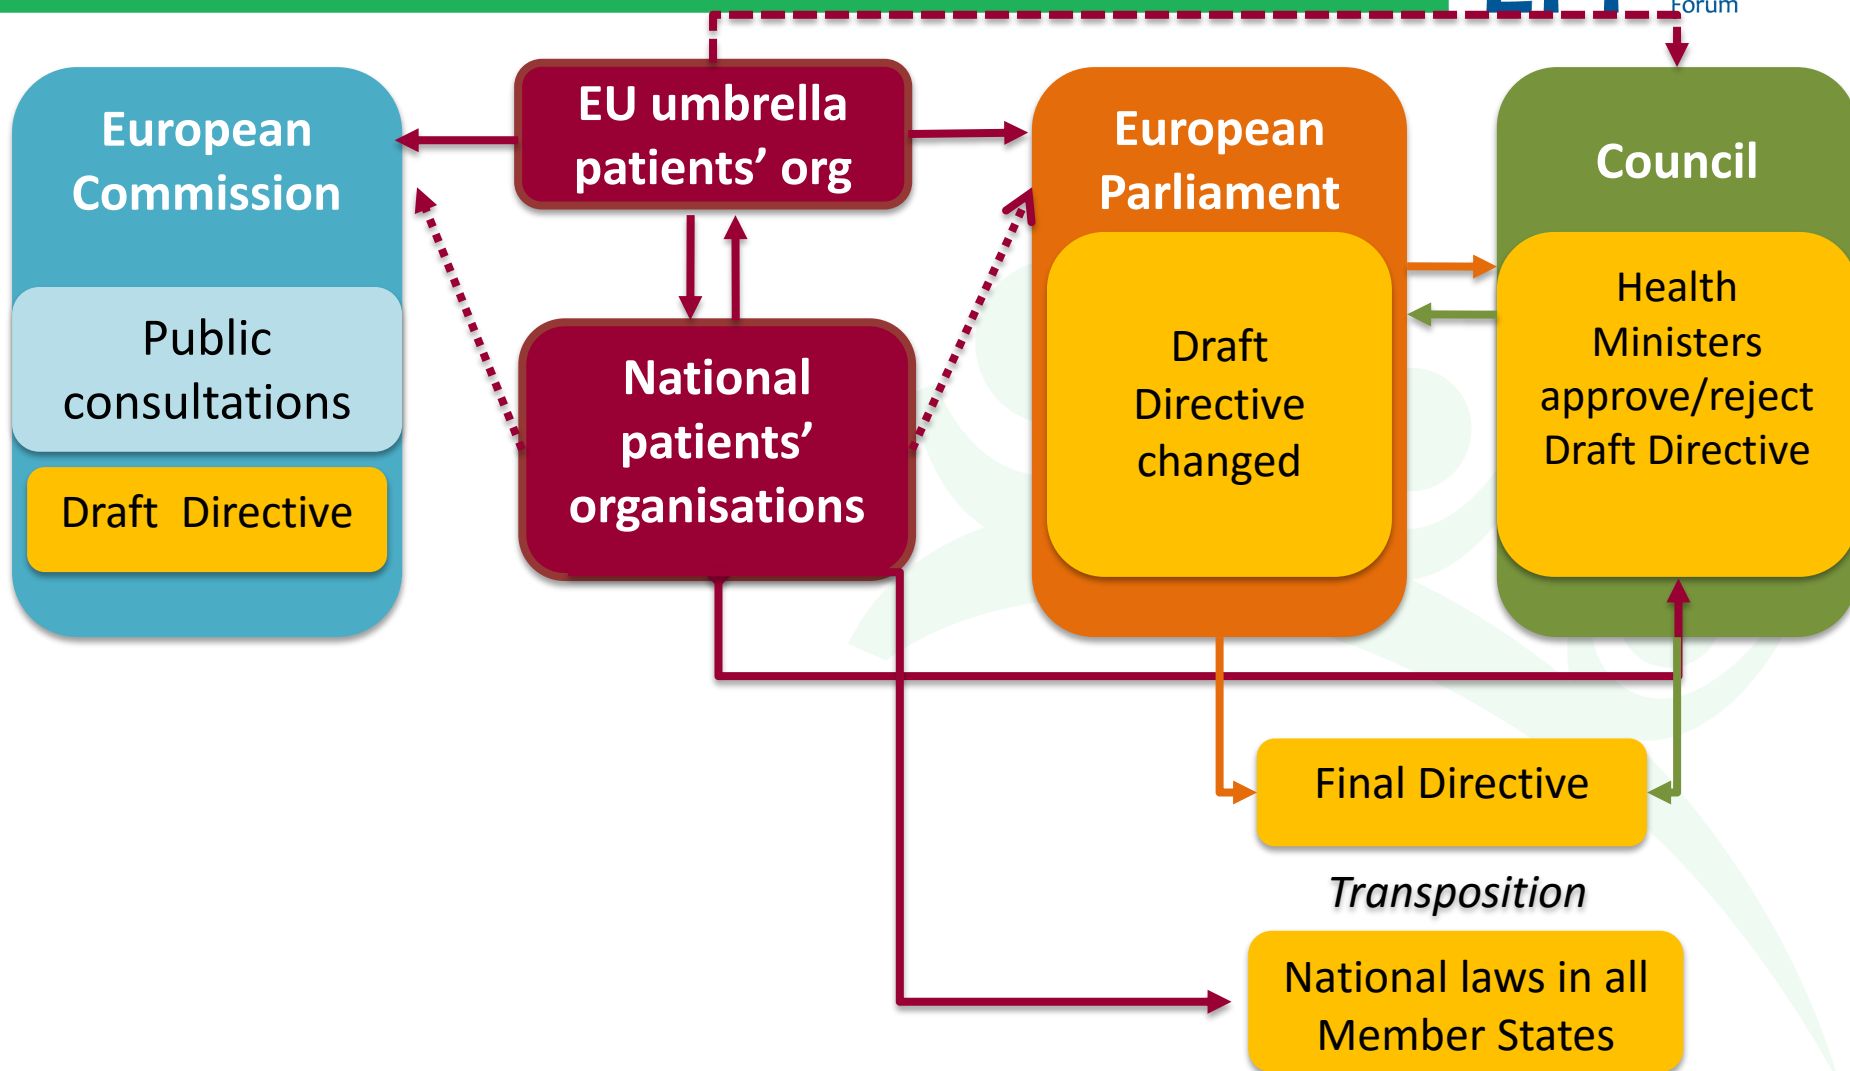 Forum
European
Commission
Public
consultations
Draft  Directive
EU umbrella
patients’ org
National
patients’
organisations
European
Parliament
Draft
Directive
changed
Council
Health
Ministers
approve/reject
Draft Directive
Final Directive
Transposition
National laws in all
Member States